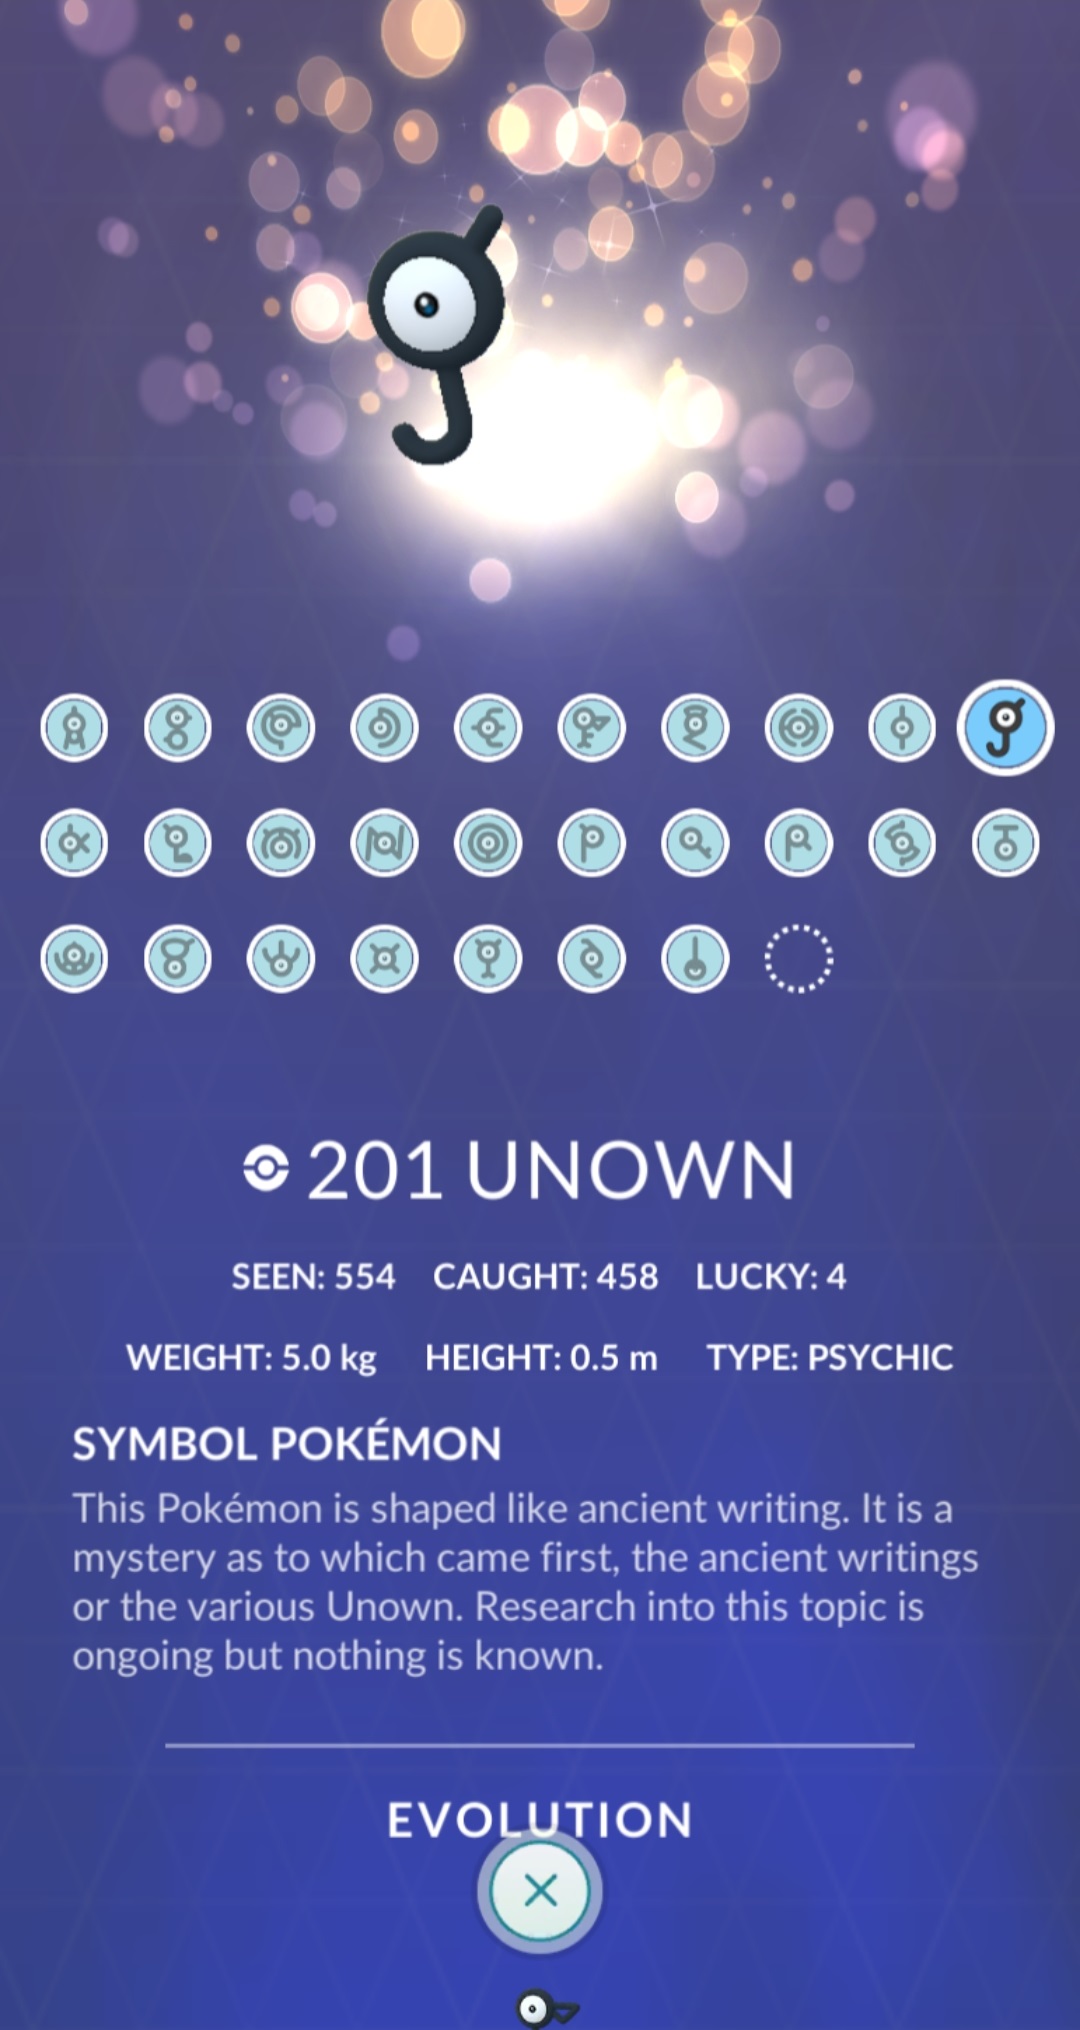 201 UNOWN
SEEN: 554 CAUGHT: 458 LUCKY: 4
WEIGHT: 5.0 kg HEIGHT: 0.5 m TYPE: PSYCHIC
SYMBOL POKÉMON
This Pokémon is shaped like ancient writing. It is a
mystery as to which came first, the ancient writings
or the various Unown. Research into this topic is
ongoing but nothing is known.
EVOLUTION